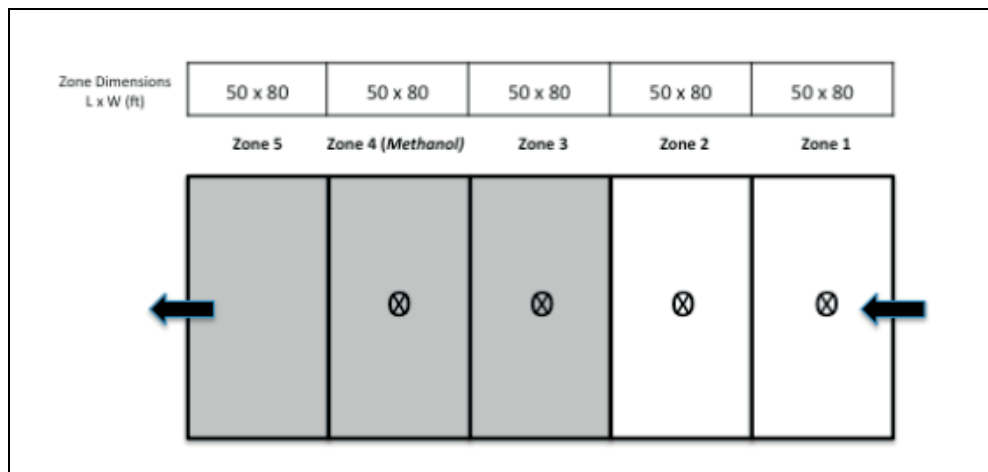 Zone Dimensions
L x W (ft)
50 x 80 50 x 80 50 x 80 50 x 80 50 x 80
Zone 5 Zone 4 (Methanol) Zone 3 Zone 2 Zone 1